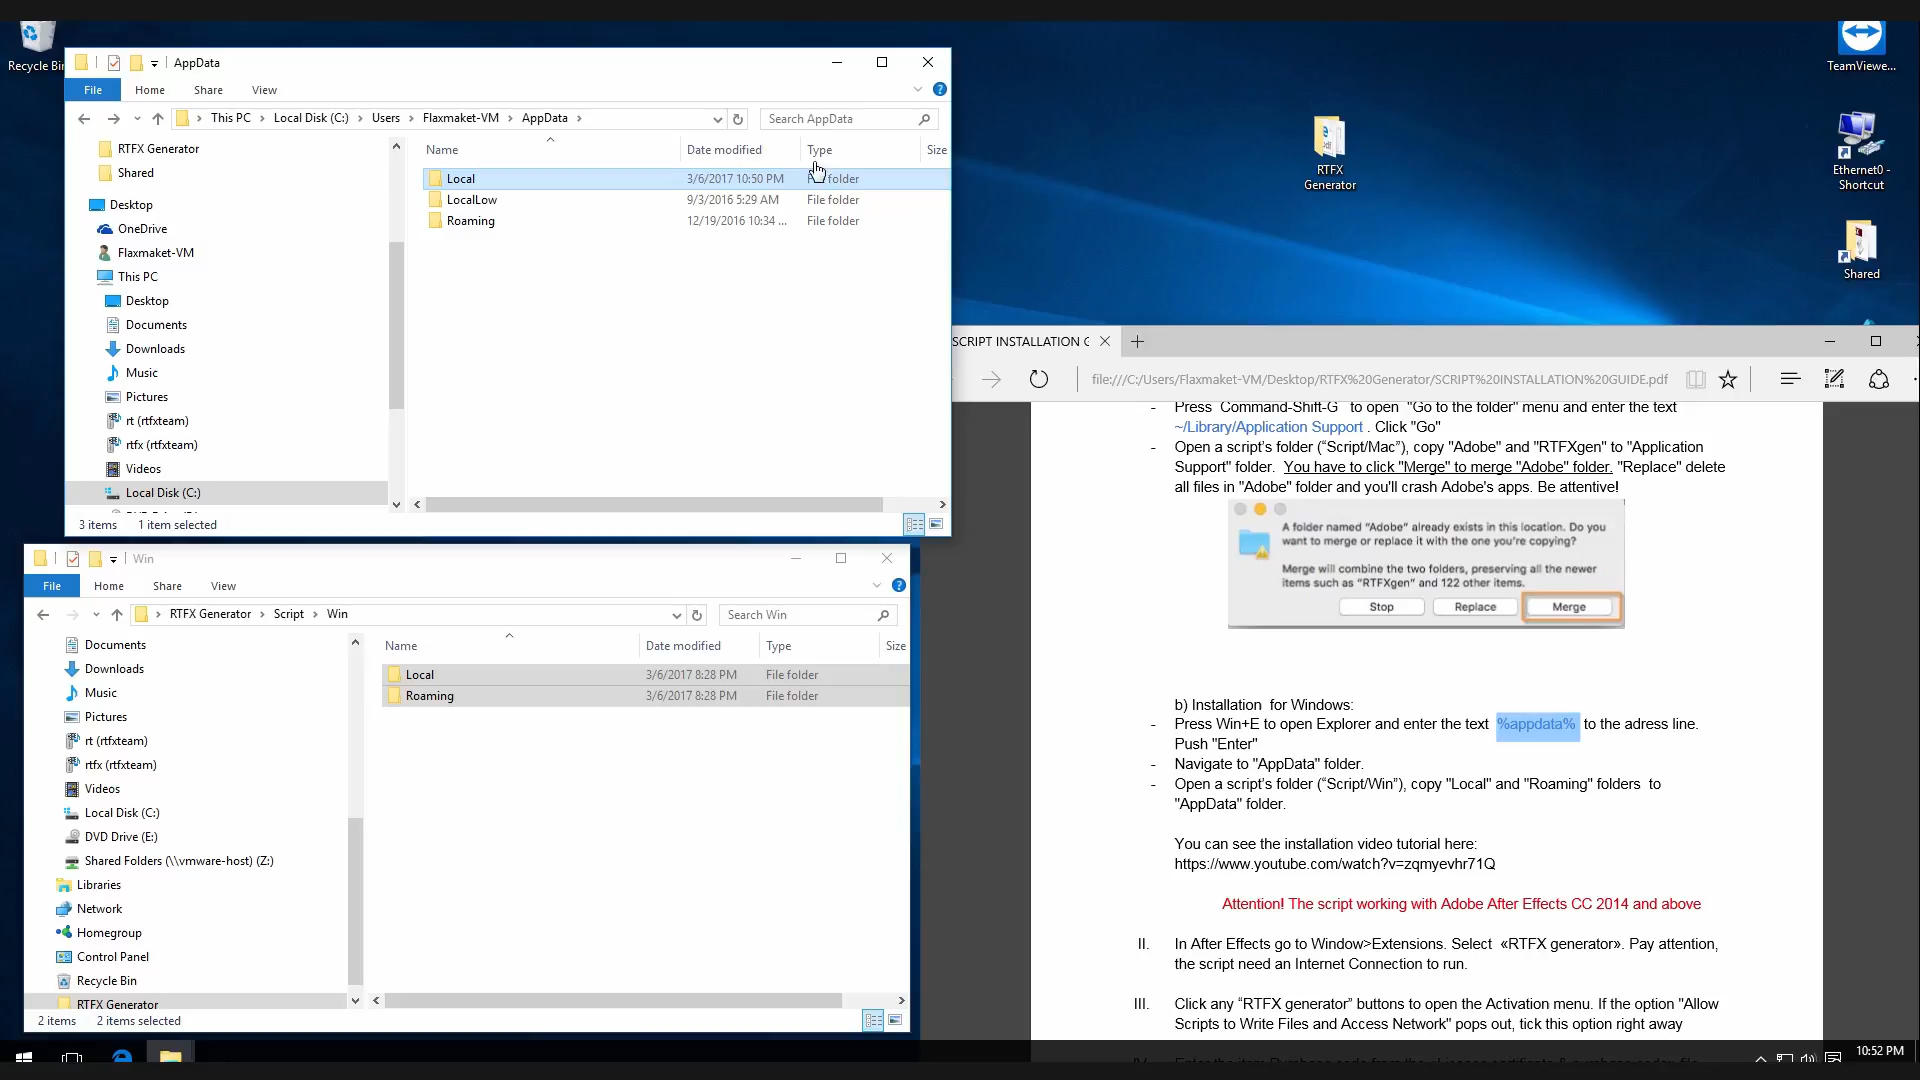 Recycle Bin
AppData
File
Home
Share
View
This PC
Local Disk (C:)
Users
Flaxmaket-VM
AppData
Search AppData
RTFX Generator
Shared
Desktop
OneDrive
Flaxmaket-VM
This PC
Desktop
Documents
Downloads
Music
Pictures
rt (rtfxteam)
rtfx (rtfxteam)
Videos
Local Disk (C:)
Name
Date modified
Type
Size
Local 3/6/2017 10:50 PM folder
LocalLow 9/3/2016 5:29 AM File folder
Roaming 12/19/2016 10:34 ... File folder
3 items 1 item selected
Win
File
Home
Share
View
RTFX Generator
Script
Win
Search Win
Documents
Downloads
Music
Pictures
rt (rtfxteam)
rtfx (rtfxteam)
Videos
Local Disk (C:)
DVD Drive (E:)
Shared Folders (\\vmware-host) (Z:)
Libraries
Network
Homegroup
Control Panel
Recycle Bin
RTFX Generator
Name
Date modified
Type
Size
Local 3/6/2017 8:28 PM File folder
Roaming 3/6/2017 8:28 PM File folder
2 items 2 items selected
RTFX
Generator
TeamViewe...
Ethernet0 -
Shortcut
Shared
SCRIPT INSTALLATION G
file:///C:/Users/Flaxmaket-VM/Desktop/RTFX%20Generator/SCRIPT%20INSTALLATION%20GUIDE.pdf
- Press Command-Shift-G to open "Go to the folder" menu and enter the text
~/Library/Application Support . Click "Go"
- Open a script's folder (“Script/Mac”), copy "Adobe" and "RTFXgen" to "Application
Support" folder. You have to click "Merge" to merge "Adobe" folder. "Replace" delete
all files in "Adobe" folder and you'll crash Adobe's apps. Be attentive!
A folder named “Adobe” already exists in this location. Do you
want to merge or replace it with the one you're copying?
Merge will combine the two folders, preserving all the newer
items such as “RTFXgen” and 122 other items.
Stop
Replace
Merge
b) Installation for Windows:
- Press Win+E to open Explorer and enter the text %appdata% to the adress line.
Push "Enter"
- Navigate to "AppData" folder.
- Open a script's folder (“Script/Win”), copy "Local" and "Roaming" folders to
"AppData" folder.
You can see the installation video tutorial here:
https://www.youtube.com/watch?v=zqmyevhr71Q
Attention! The script working with Adobe After Effects CC 2014 and above
II. In After Effects go to Window>Extensions. Select «RTFX generator». Pay attention,
the script need an Internet Connection to run.
III. Click any “RTFX generator” buttons to open the Activation menu. If the option "Allow
Scripts to Write Files and Access Network" pops out, tick this option right away
10:52 PM